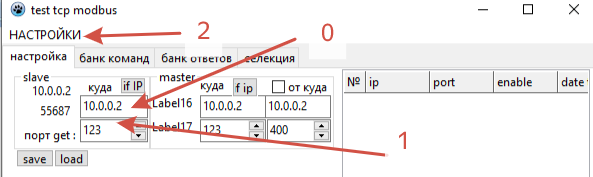 test tcp modbus
НАСТРОЙКИ
2
0
настройка банк команд банк ответов селекция
slave
куда if IP
10.0.0.2
10.0.0.2
55687
порт get :
123
save load
master
куда f ip от куда
Label16 10.0.0.2 10.0.0.2
Label17 123 400
1
№ ip port enable date